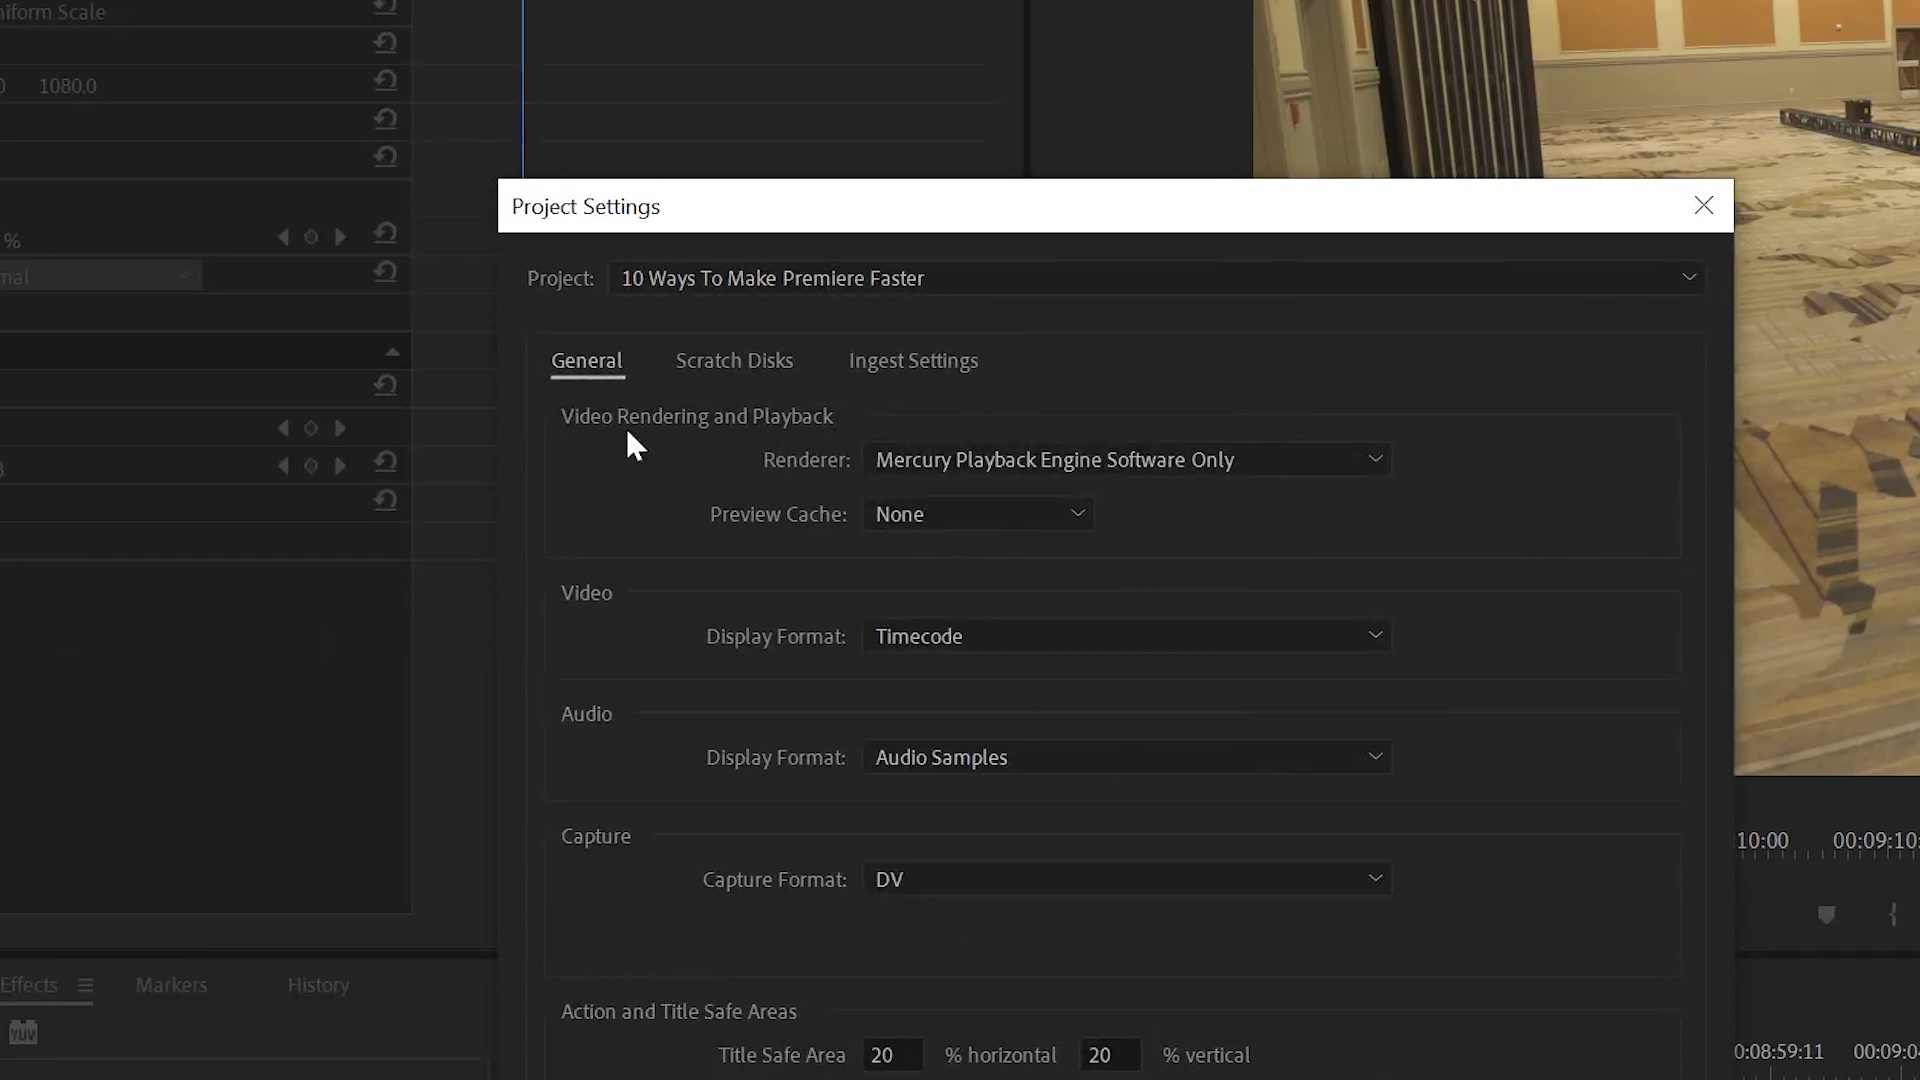 niform Scale
1080.0
%
mal
Project Settings
Project: 10 Ways To Make Premiere Faster
General Scratch Disks Ingest Settings
Video Rendering and Playback
Renderer: Mercury Playback Engine Software Only
Preview Cache: None
Video
Display Format: Timecode
Audio
Display Format: Audio Samples
Capture
Capture Format: DV
Action and Title Safe Areas
Title Safe Area 20 % horizontal 20 % vertical
Effects Markers History
YUV
10:00 00:09:10:
0:08:59:11 00:09:04